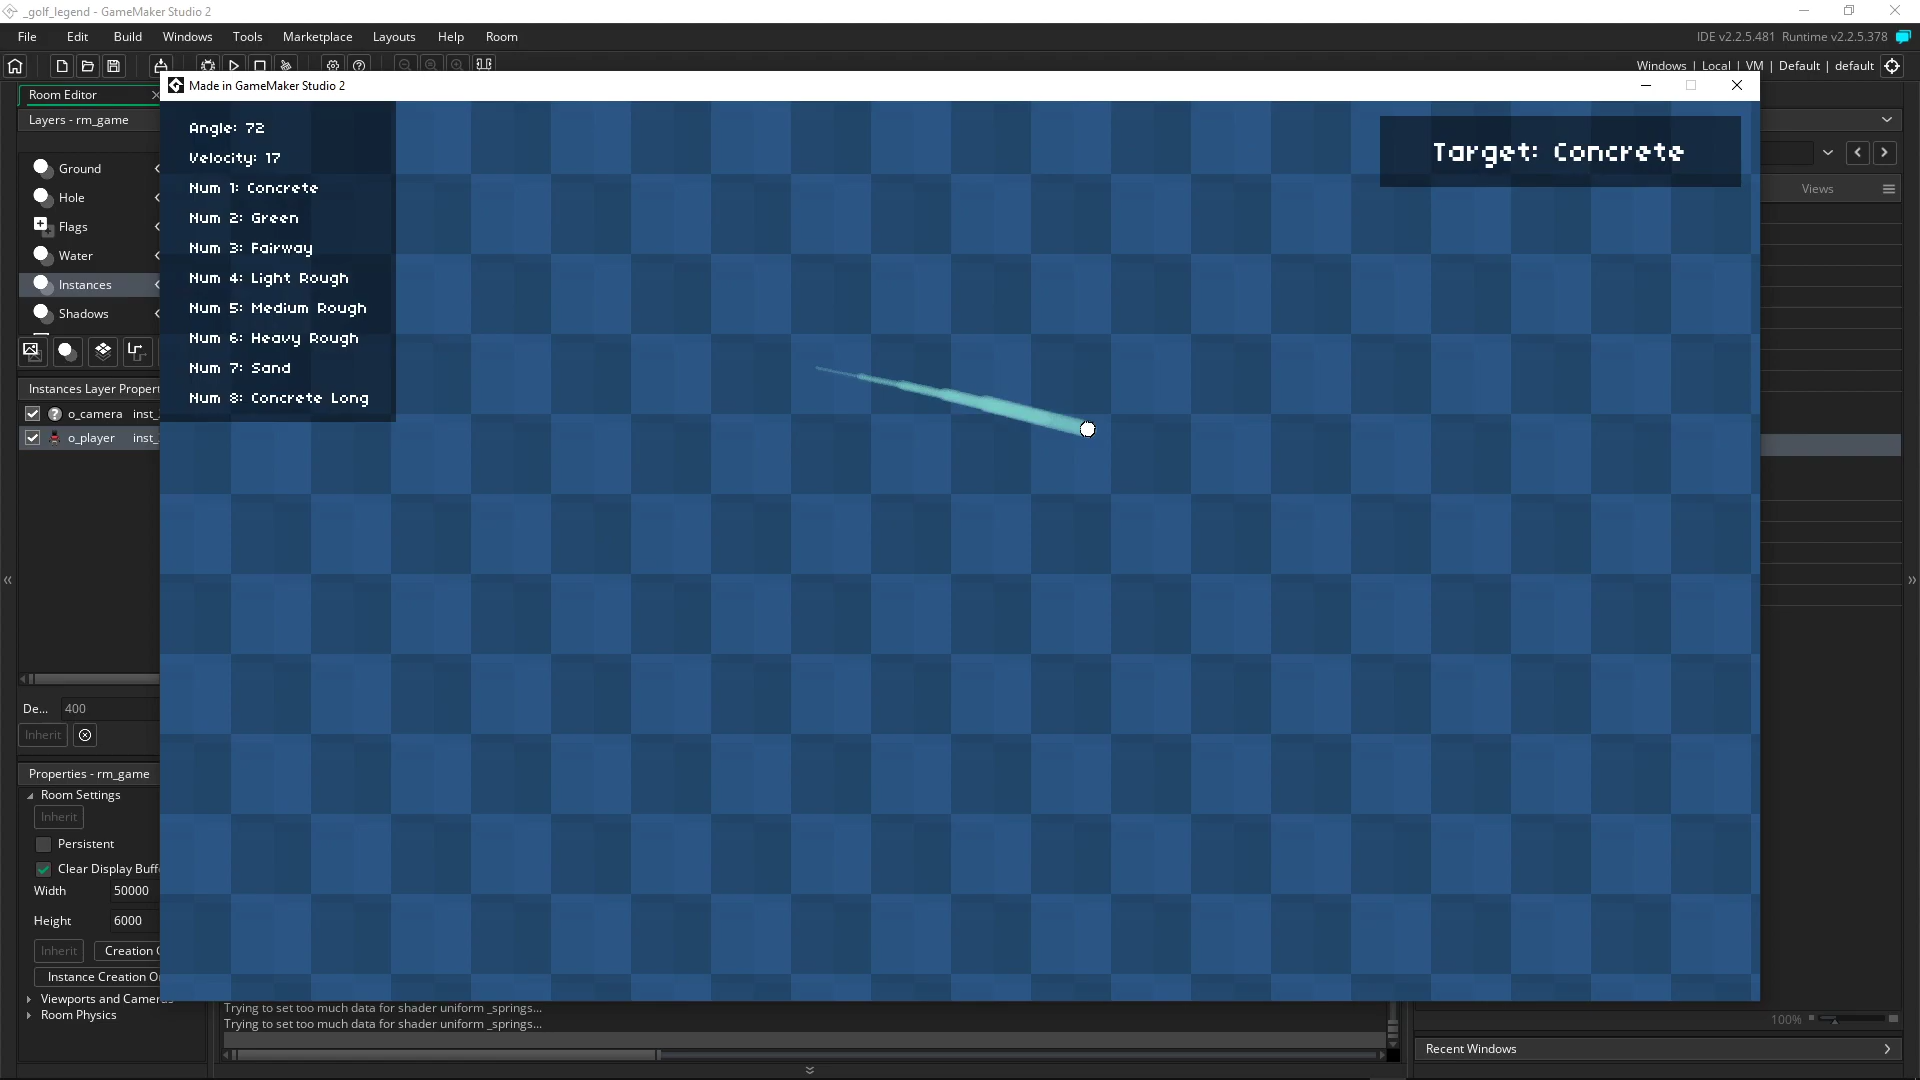 _golf_legend - GameMaker Studio 2
File Edit Build Windows Tools Marketplace Layouts Help Room
IDE v2.2.5.481 Runtime v2.2.5.378
Windows | Local | VM | Default | default
Room Editor
Made in GameMaker Studio 2
Layers - rm_game
Angle: 72
Velocity: 17
Num 1: Concrete
Num 2: Green
Num 3: Fairway
Num 4: Light Rough
Num 5: Medium Rough
Num 6: Heavy Rough
Num 7: Sand
Num 8: Concrete Long
Target: Concrete
Views
Ground
Hole
Flags
Water
Instances
Shadows
Instances Layer Propert
o_camera inst_
o_player inst_
De... 400
Inherit
Properties - rm_game
Room Settings
Inherit
Persistent
Clear Display Buff
Width 50000
Height 6000
Inherit Creation
Instance Creation
Viewports and Cameras
Room Physics
Trying to set too much data for shader uniform _springs...
Trying to set too much data for shader uniform _springs...
100%
Recent Windows